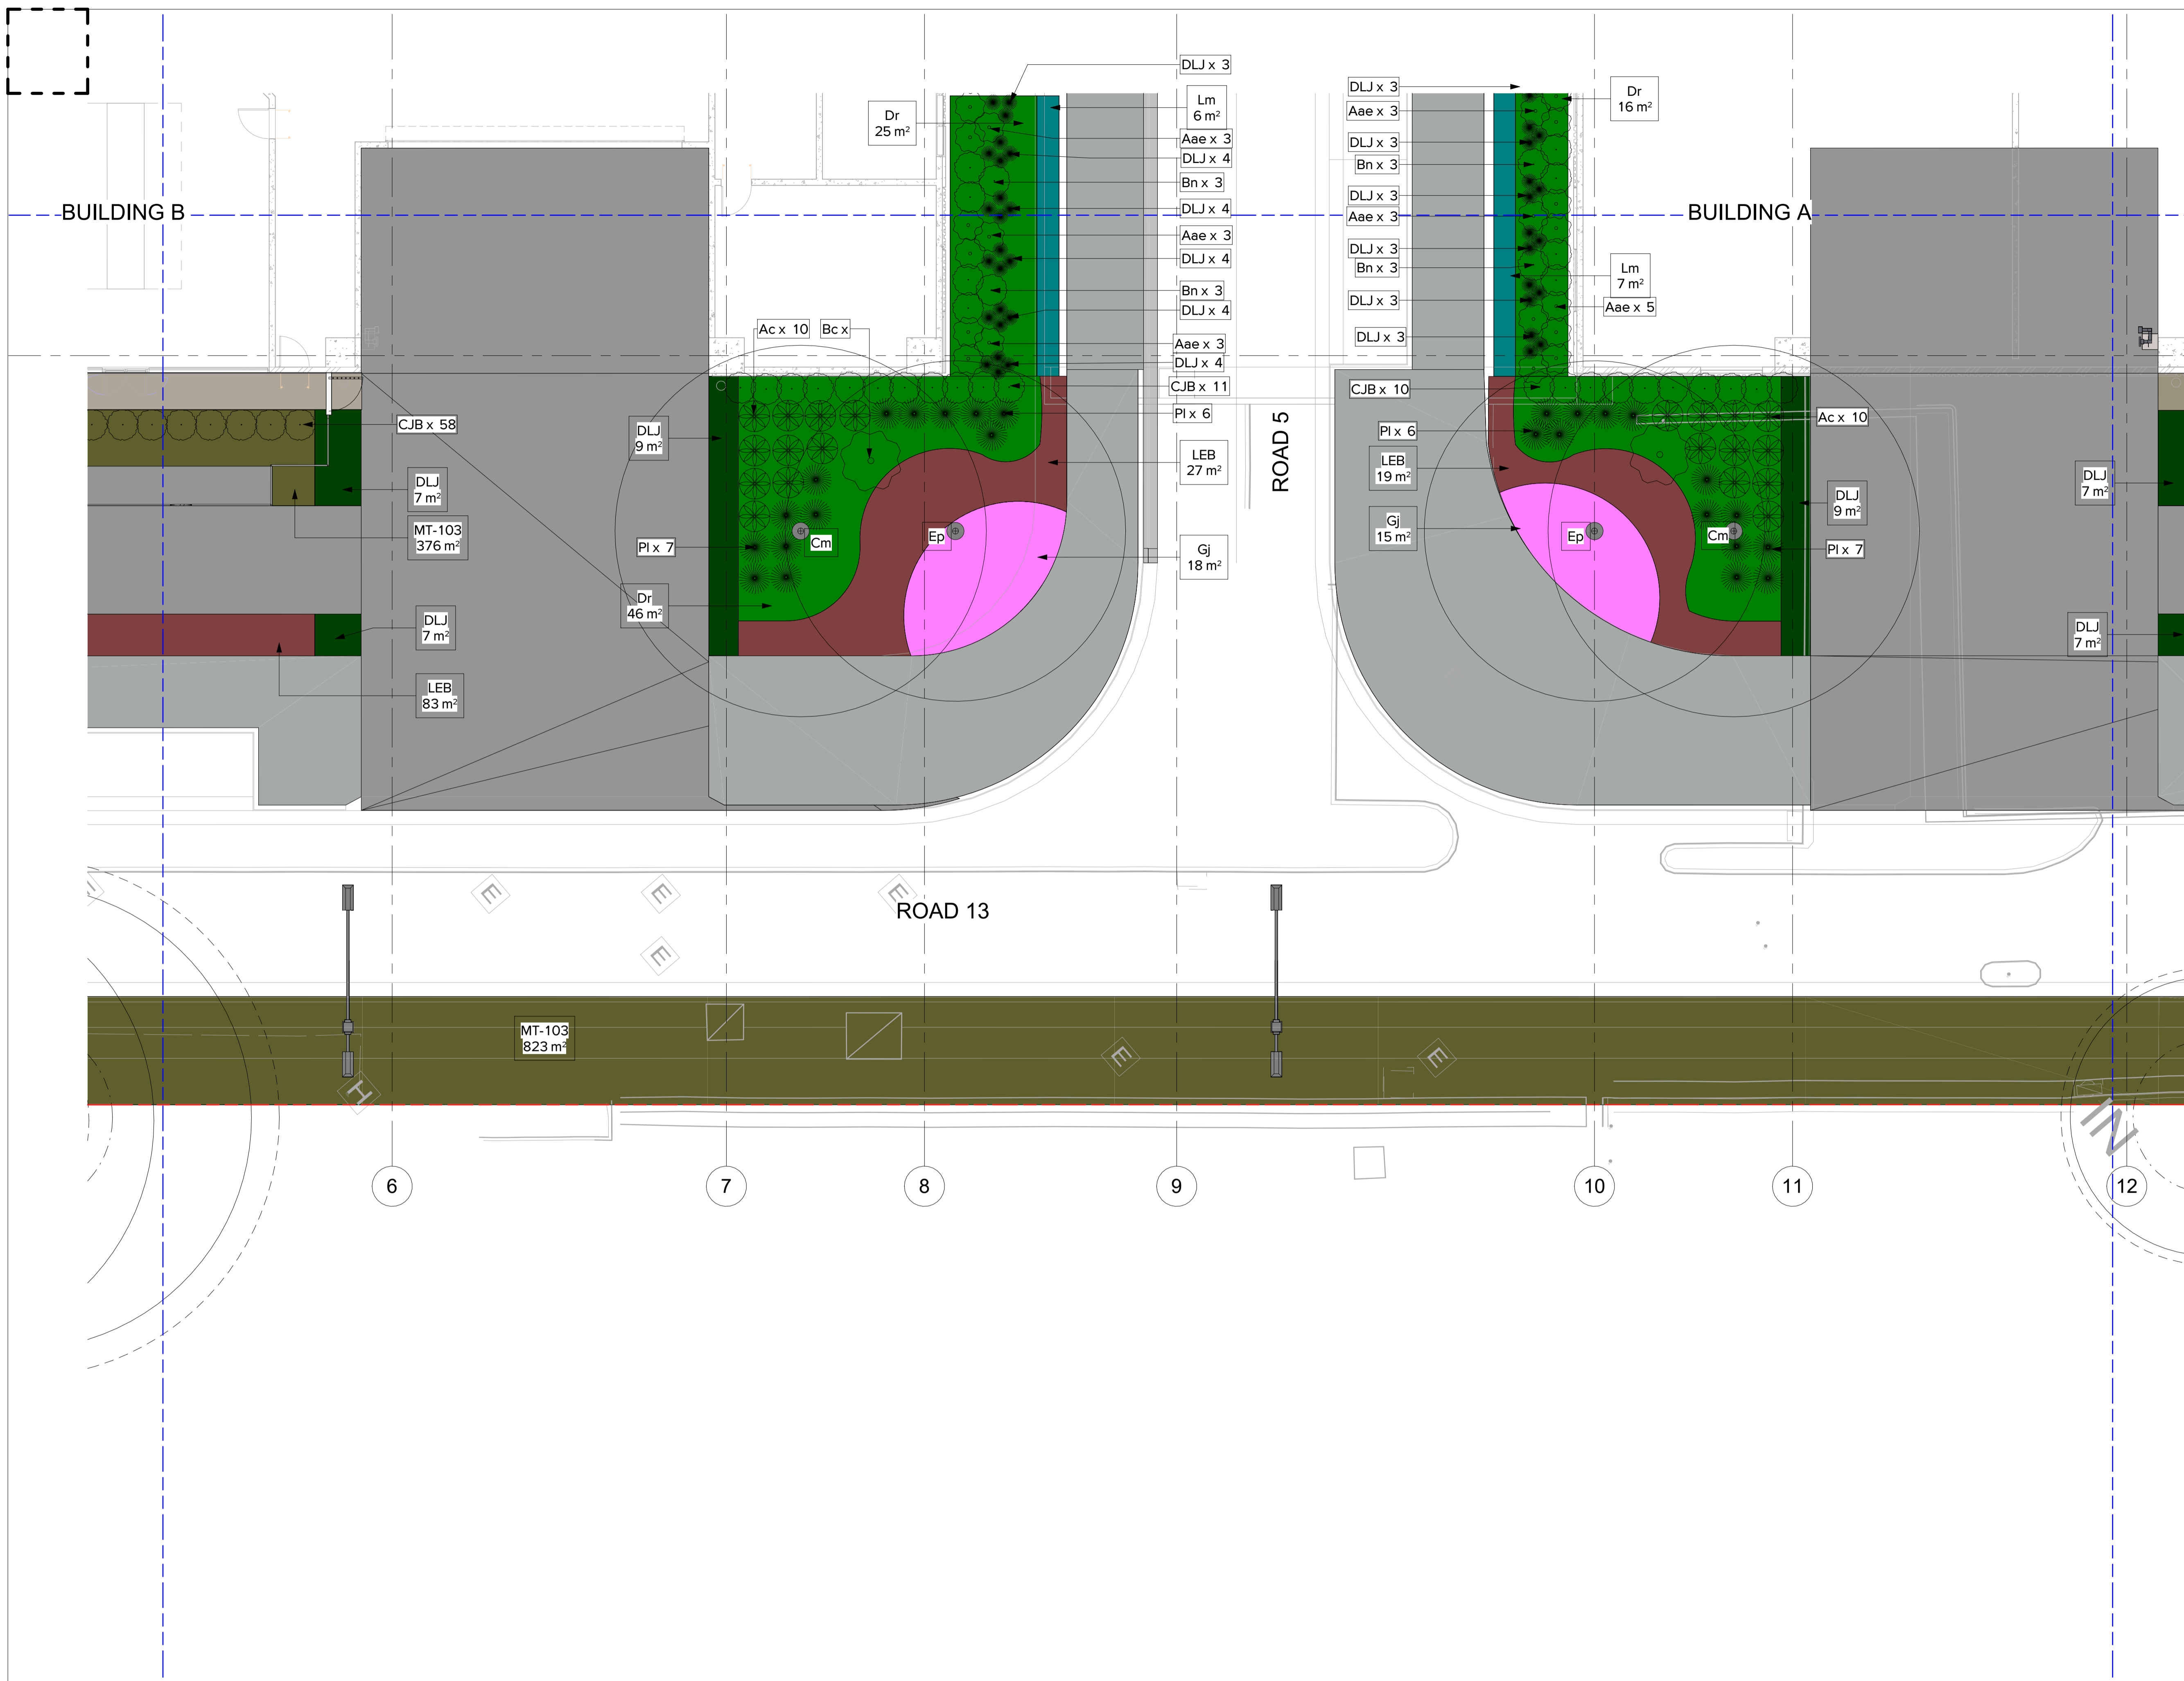 DLJ x 3
DLJ x 3
Dr
16 m²
Lm
6 m²
Aae x 3
Dr
25 m²
Aae x 3
DLJ x 3
DLJ x 4
Bn x 3
Bn x 3
DLJ x 3
DLJ x 4
Aae x 3
BUILDING B
BUILDING A
Aae x 3
DLJ x 3
DLJ x 4
Bn x 3
Lm
7 m²
Bn x 3
DLJ x 3
Aae x 5
DLJ x 4
Ac x 10
Bc x
DLJ x 3
Aae x 3
DLJ x 4
CJB x 11
CJB x 10
Pl x 6
Ac x 10
CJB x 58
DLJ
9 m²
Pl x 6
ROAD 5
LEB
27 m²
LEB
19 m²
DLJ
7 m²
DLJ
7 m²
DLJ
9 m²
MT-103
376 m²
Gj
15 m²
Pl x 7
Cm
Ep
Ep
Cm
Pl x 7
Gj
18 m²
Dr
46 m²
DLJ
7 m²
DLJ
7 m²
LEB
83 m²
E
E
E
ROAD 13
E
MT-103
823 m²
E
E
H
IN
6
7
8
9
10
11
12